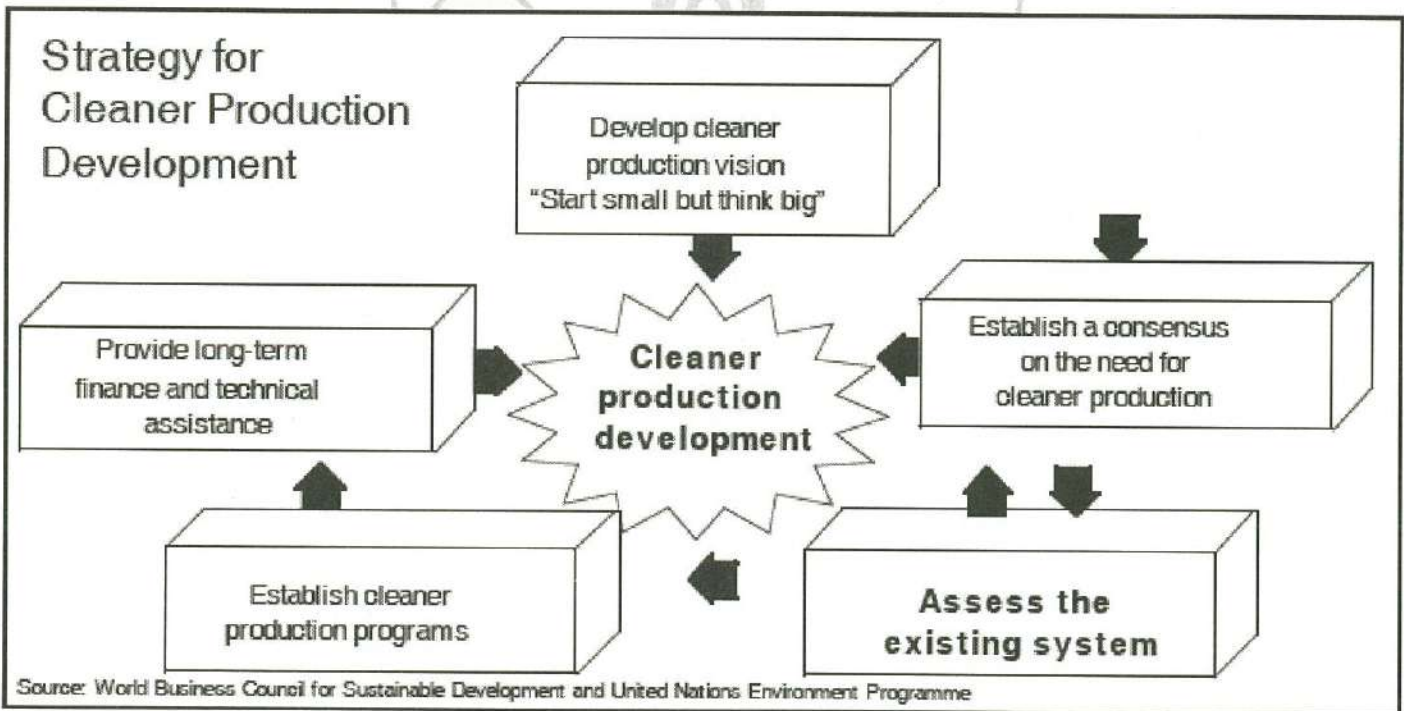 Strategy for
Cleaner Production
Development
Develop cleaner
production vision
"Start small but think big"
Establish a consensus
on the need for
cleaner production
Provide long-term
finance and technical
assistance
Cleaner
production
development
Establish cleaner
production programs
Assess the
existing system
Source: World Business Council for Sustainable Development and United Nations Environment Programme